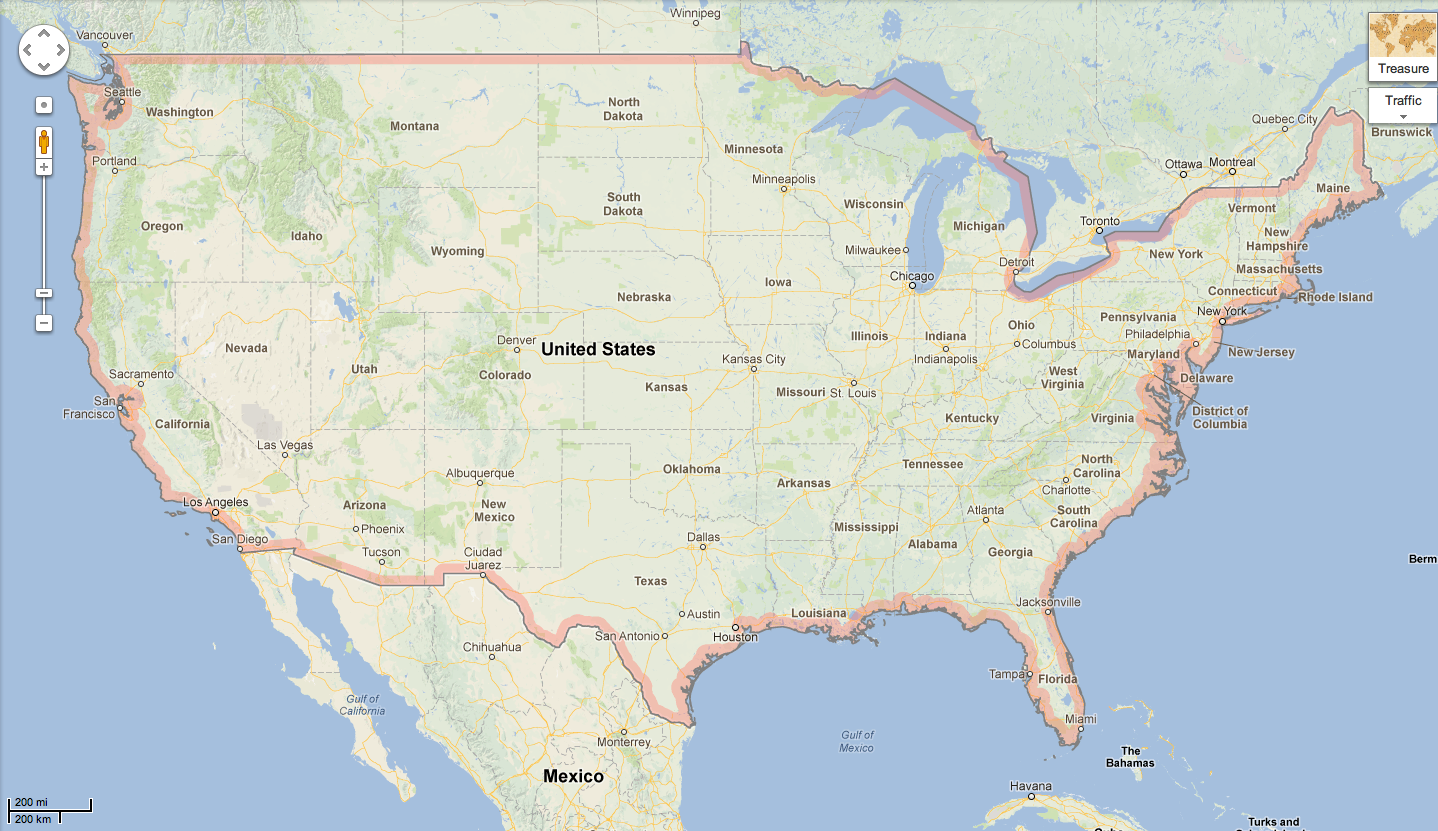 Winnipeg
Vancouver
Treasure
Seattle
Traffic
North
Dakota
Washington
Quebec City
Montana
Brunswick
Minnesota
Portland
Ottawa
Montreal
Minneapolis
Maine
South
Dakota
Wisconsin
Vermont
Oregon
Michigan
Toronto
Idaho
New
Hampshire
Wyoming
Milwaukee
New York
Detroit
Massachusetts
Chicago
Iowa
Connecticut
Nebraska
Rhode Island
New York
Pennsylvania
Ohio
Philadelphia
Illinois
Indiana
Denver
United States
Columbus
Nevada
New Jersey
Maryland
Indianapolis
Kansas City
Utah
Colorado
Sacramento
West
Virginia
Delaware
Kansas
Missouri
St. Louis
San
Francisco
District of
Columbia
California
Kentucky
Virginia
Las Vegas
North
Carolina
Tennessee
Oklahoma
Albuquerque
Arkansas
Charlotte
Los Angeles
Arizona
New
Mexico
Atlanta
South
Carolina
Phoenix
Mississippi
San Diego
Dallas
Alabama
Tucson
Ciudad
Juarez
Georgia
Berm
Texas
Jacksonville
Austin
Louisiana
San Antonio
Houston
Chihuahua
Tampa
Florida
Gulf of
California
Miami
Gulf of
Mexico
Monterrey
The
Bahamas
Mexico
Havana
200 mi
200 km
Turks and